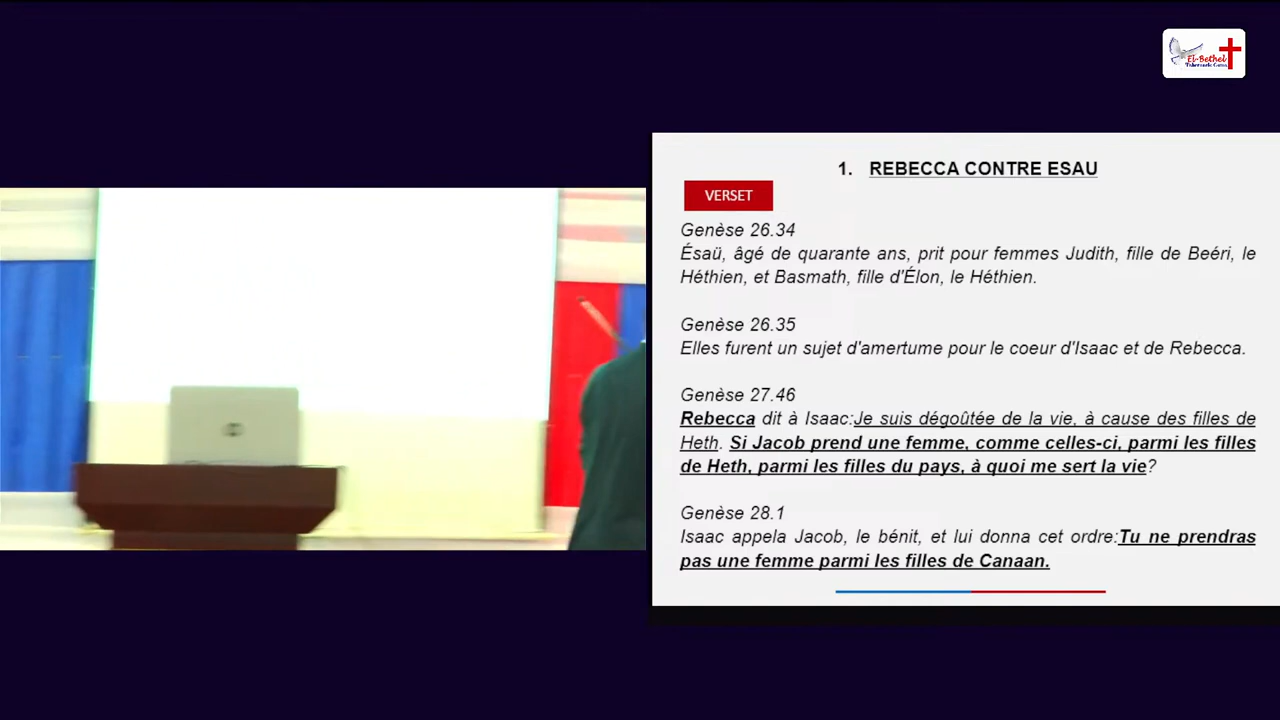 El-Bethel
1. REBECCA CONTRE ESAU
VERSET
Genèse 26.34
Ésaü, âgé de quarante ans, prit pour femmes Judith, fille de Beéri, le
Héthien, et Basmath, fille d'Élon, le Héthien.
Genèse 26.35
Elles furent un sujet d'amertume pour le coeur d'Isaac et de Rebecca.
Genèse 27.46
Rebecca dit à Isaac:Je suis dégoûtée de la vie, à cause des filles de
Heth. Si Jacob prend une femme, comme celles-ci, parmi les filles
de Heth, parmi les filles du pays, à quoi me sert la vie?
Genèse 28.1
Isaac appela Jacob, le bénit, et lui donna cet ordre:Tu ne prendras
pas une femme parmi les filles de Canaan.